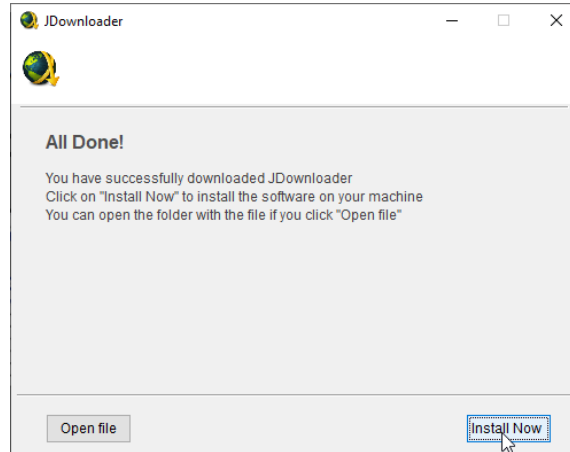 JDownloader
All Done!
You have successfully downloaded JDownloader
Click on "Install Now" to install the software on your machine
You can open the folder with the file if you click "Open file"
Open file
Install Now